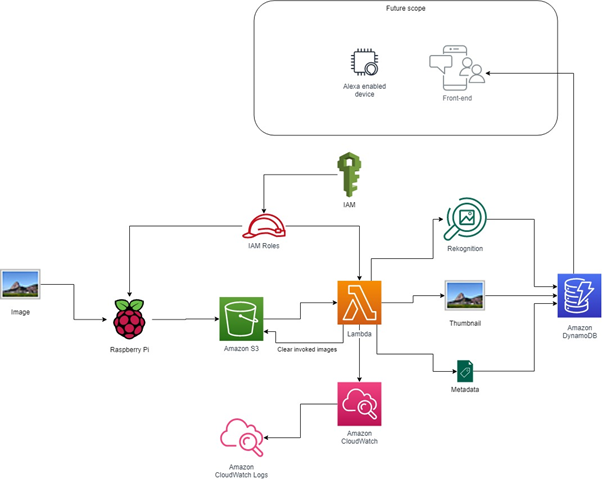 Future scope
Alexa enabled
device
Front-end
IAM
IAM Roles
Rekognition
Image
Raspberry Pi
Amazon S3
Lambda
Clear invoked images
Thumbnail
Amazon
DynamoDB
Metadata
Amazon
CloudWatch
Amazon
CloudWatch Logs